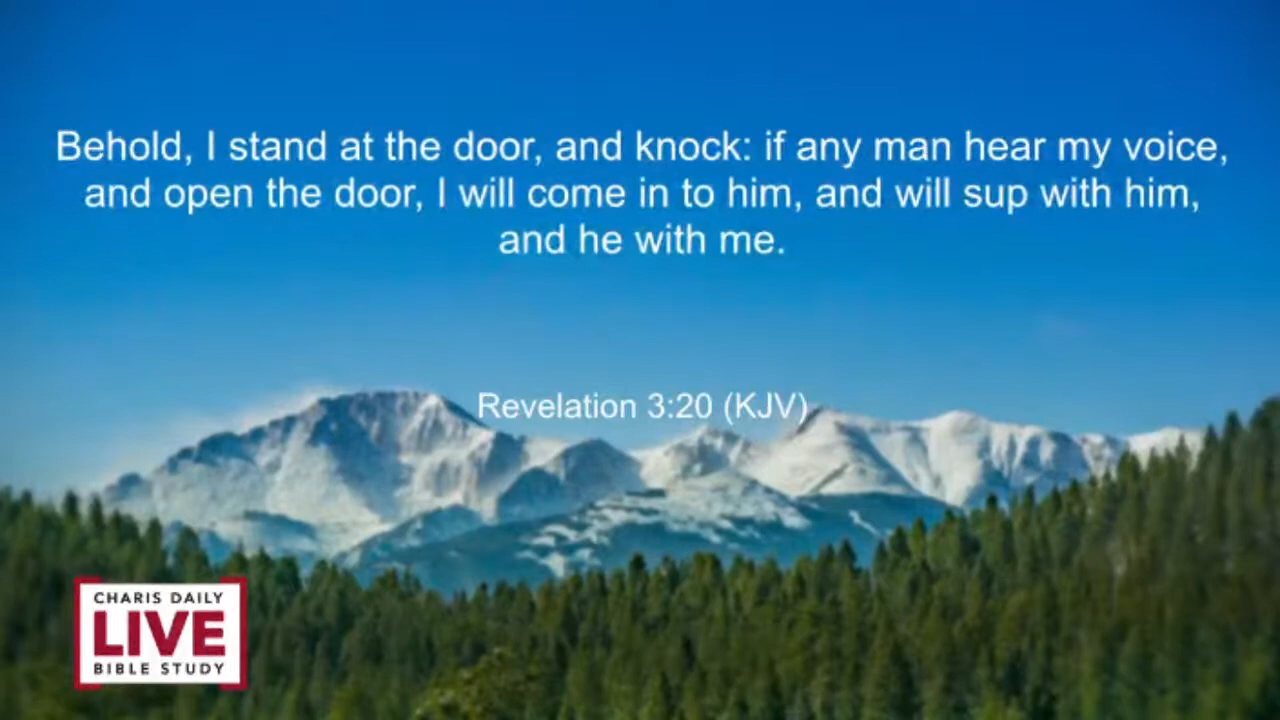 Behold, I stand at the door, and knock: if any man hear my voice,
and open the door, I will come in to him, and will sup with him,
and he with me.
Revelation 3:20 (KJV)
CHARIS DAILY
LIVE
BIBLE STUDY